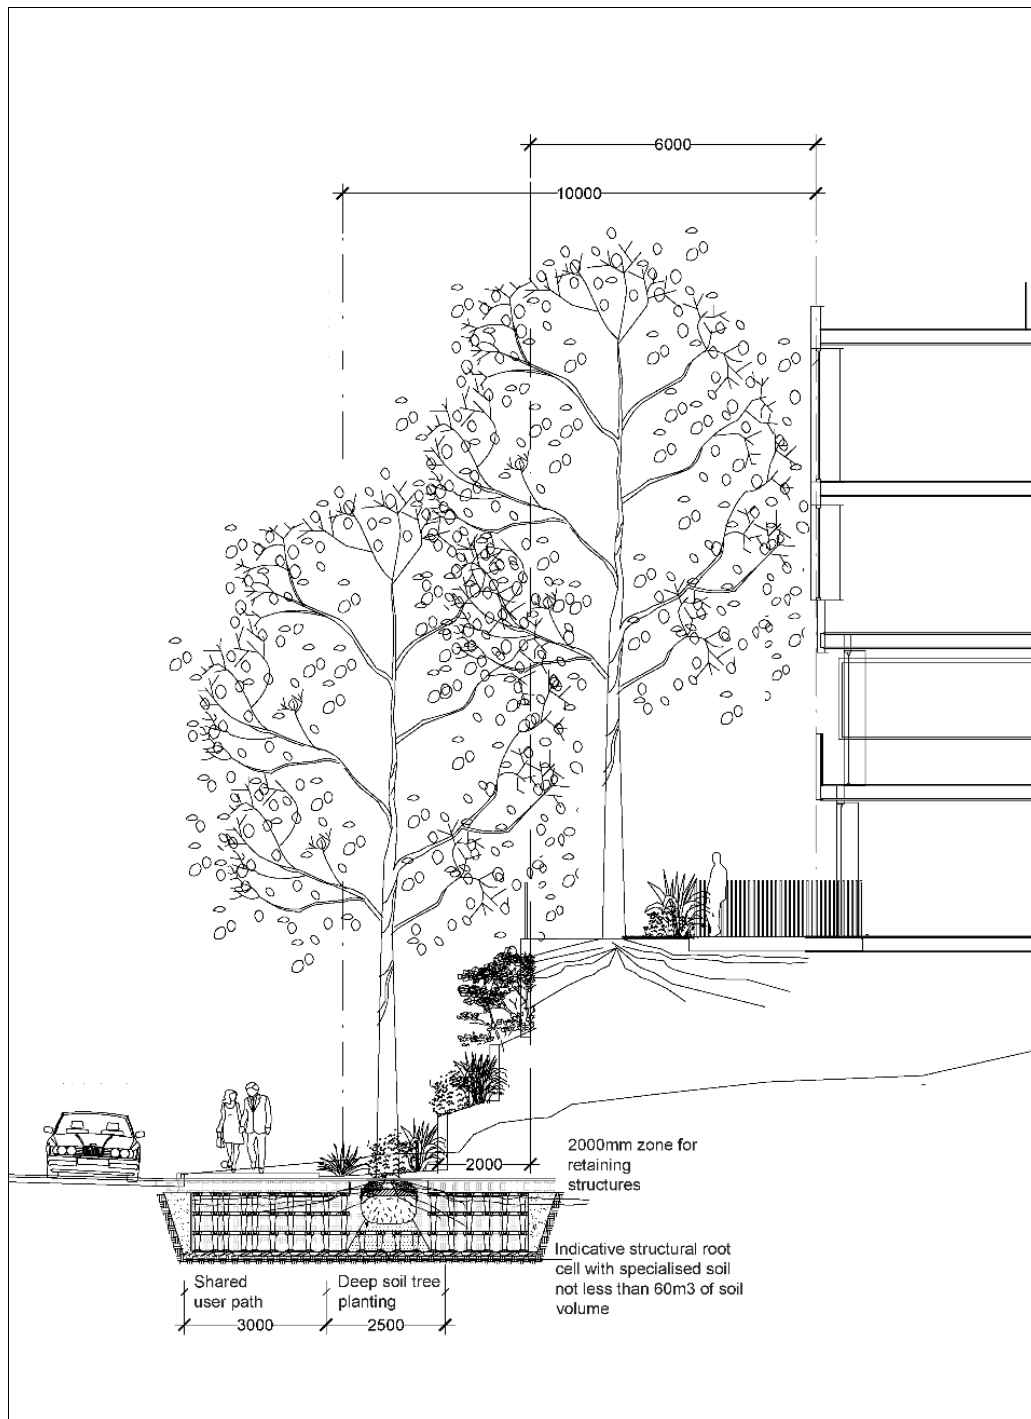 6000
10000
2000
2000mm zone for
retaining
structures
Indicative structural root
cell with specialised soil
not less than 60m3 of soil
volume
Shared
user path
Deep soil tree
planting
3000
2500